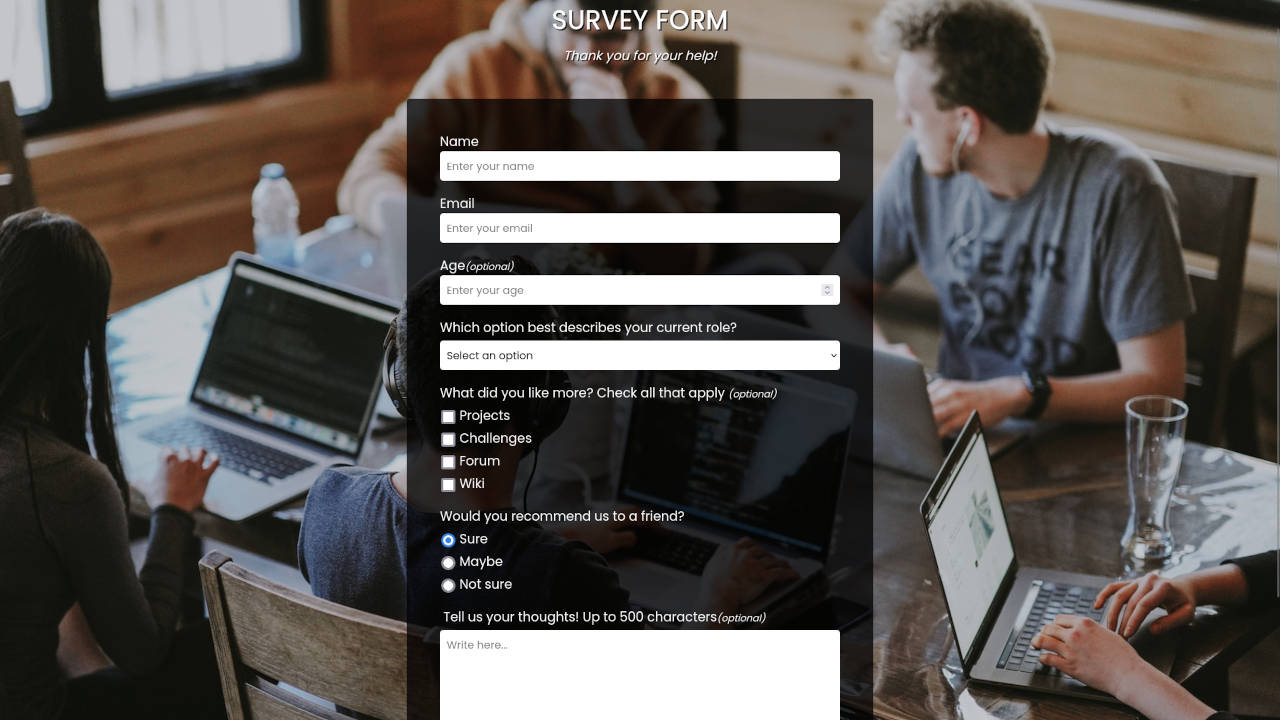 SURVEY FORM
Thank you for your help!
Name
Enter your name
Email
Enter your email
Age(optional)
Enter your age
Which option best describes your current role?
Select an option
What did you like more? Check all that apply (optional)
Projects
Challenges
Forum
Wiki
Would you recommend us to a friend?
Sure
Maybe
Not sure
Tell us your thoughts! Up to 500 characters(optional)
Write here...